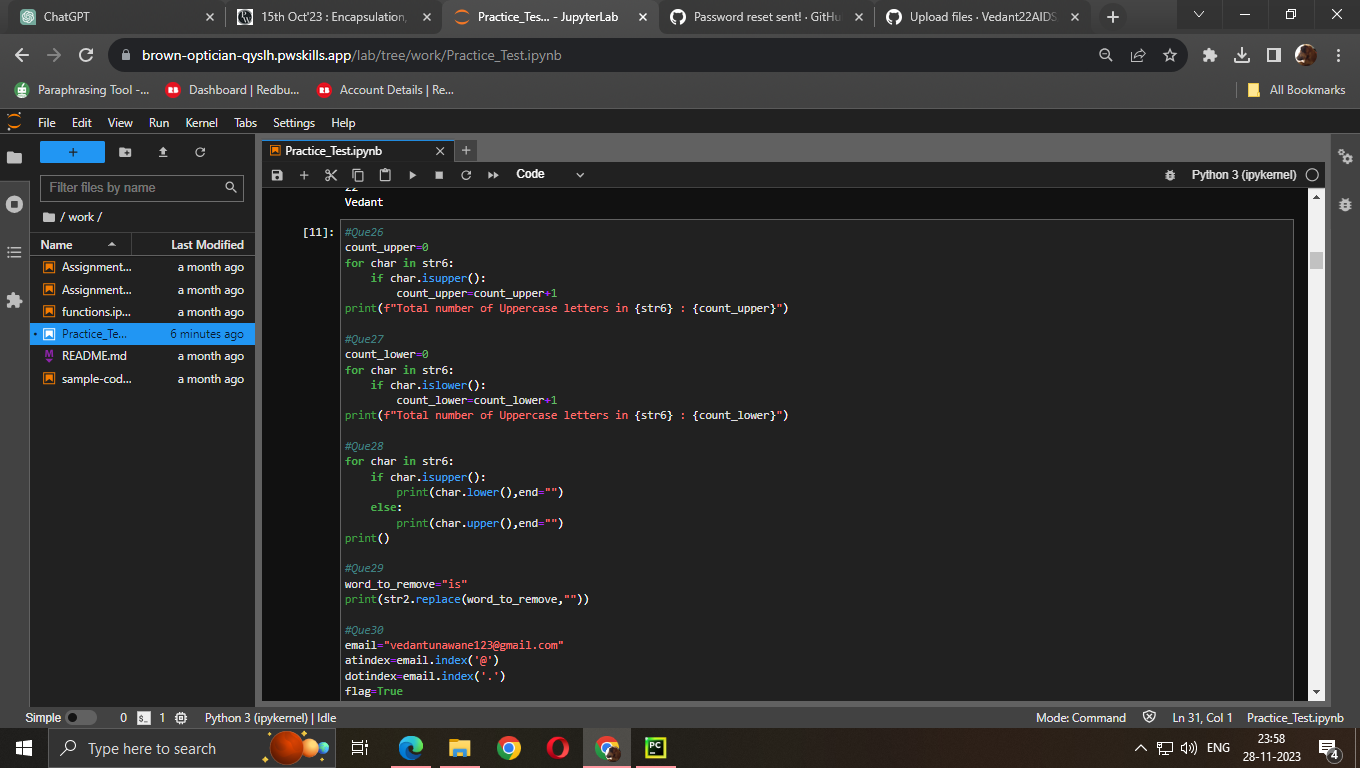 ChatGPT
15th Oct'23 : Encapsulation,
Practice_Tes... - JupyterLab
Password reset sent! · GitHu
Upload files · Vedant22AIDS
brown-optician-qyslh.pwskills.app/lab/tree/work/Practice_Test.ipynb
Paraphrasing Tool -...
Dashboard | Redbu...
Account Details | Re...
All Bookmarks
File Edit View Run Kernel Tabs Settings Help
Filter files by name
/ work /
Name Last Modified
Assignment... a month ago
Assignment... a month ago
functions.ip... a month ago
Practice_Te... 6 minutes ago
README.md a month ago
sample-cod... a month ago
Practice_Test.ipynb
Code
Python 3 (ipykernel)
22
Vedant
[11]:
#Que26
count_upper=0
for char in str6:
    if char.isupper():
        count_upper=count_upper+1
print(f"Total number of Uppercase letters in {str6} : {count_upper}")
#Que27
count_lower=0
for char in str6:
    if char.islower():
        count_lower=count_lower+1
print(f"Total number of Uppercase letters in {str6} : {count_lower}")
#Que28
for char in str6:
    if char.isupper():
        print(char.lower(),end="")
    else:
        print(char.upper(),end="")
print()
#Que29
word_to_remove="is"
print(str2.replace(word_to_remove,""))
#Que30
email="vedantunawane123@gmail.com"
atindex=email.index('@')
dotindex=email.index('.')
flag=True
Simple 0 1 Python 3 (ipykernel) | Idle
Mode: Command Ln 31, Col 1 Practice_Test.ipynb
Type here to search
ENG
23:58
28-11-2023
4